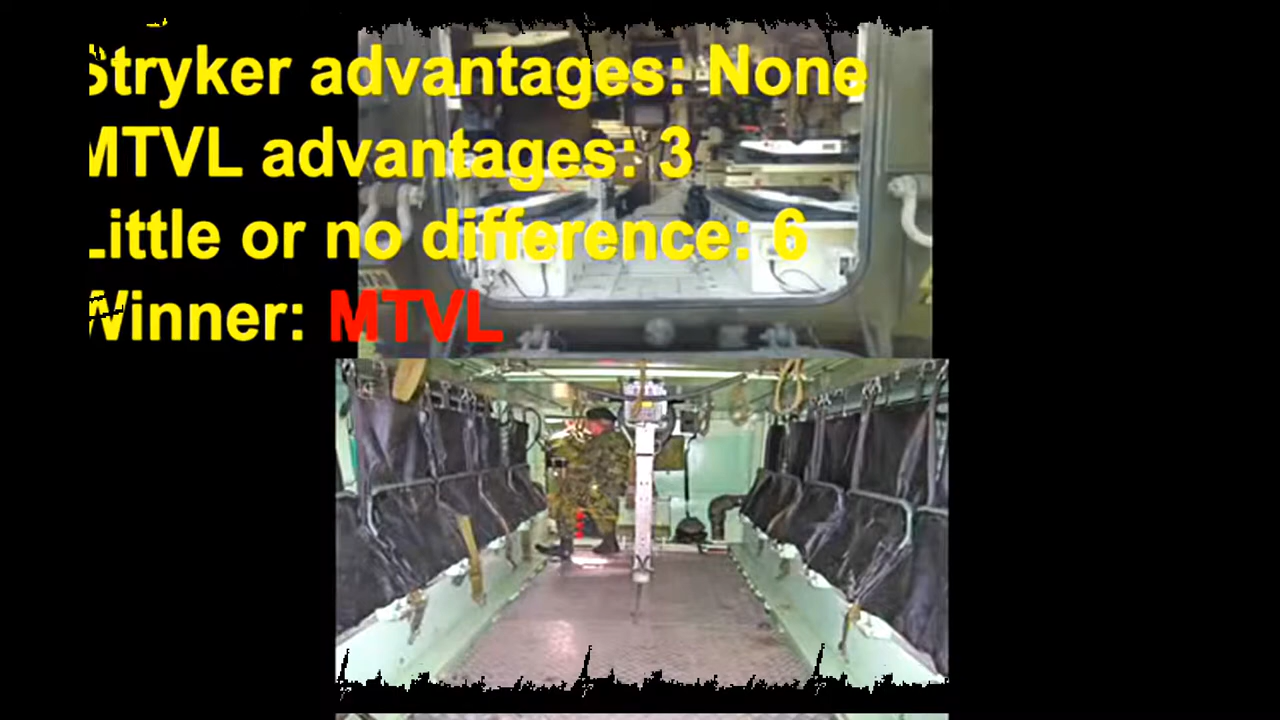 Stryker advantages: None
MTVL advantages: 3
Little or no difference: 6
Winner: MTVL